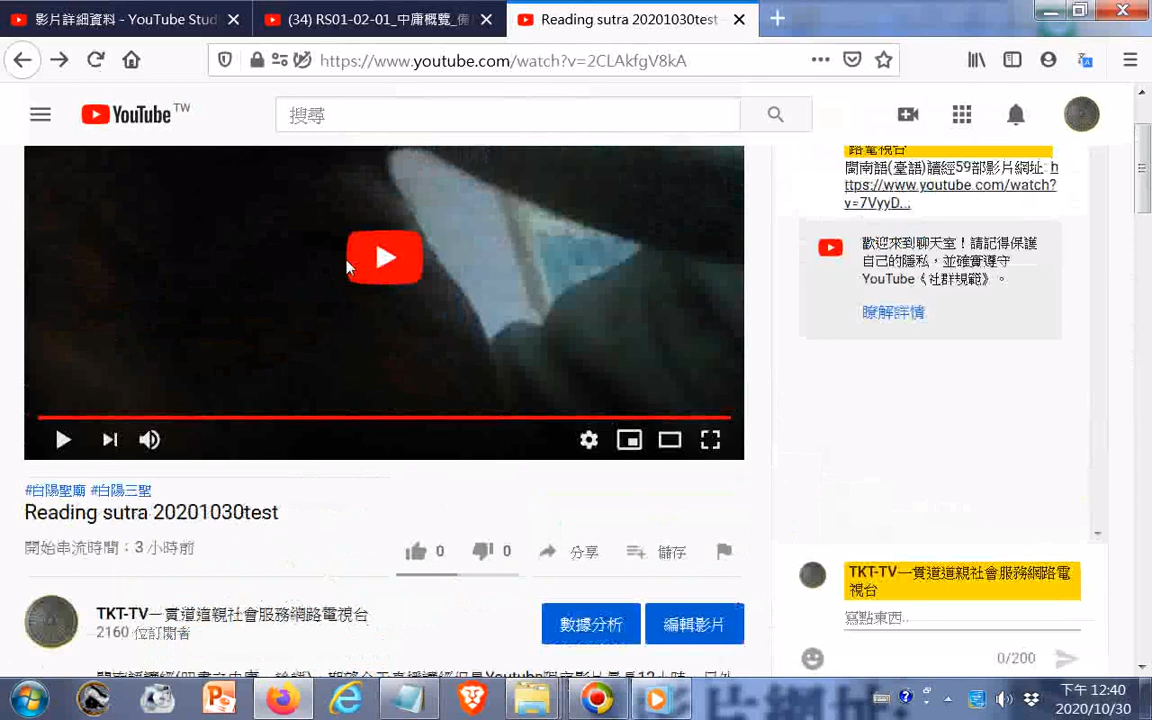 影片詳細資料 - YouTube Stud
(34) RS01-02-01_中庸概覽_備
Reading sutra 20201030test
https://www.youtube.com/watch?v=2CLAkfgV8kA
YouTube TW
搜尋
路電視台
閩南語(臺語)讀經59部影片網址: h
ttps://www.youtube.com/watch?
v=7VyyD...
歡迎來到聊天室！請記得保護
自己的隱私，並確實遵守
YouTube《社群規範》。
瞭解詳情
#白陽聖廟 #白陽三聖
Reading sutra 20201030test
開始串流時間：3 小時前
0
0
分享
儲存
TKT-TV一貫道道親社會服務網路電視台
2160 位訂閱者
數據分析
編輯影片
TKT-TV一貫道道親社會服務網路電
視台
寫點東西..
0/200
下午 12:40
2020/10/30